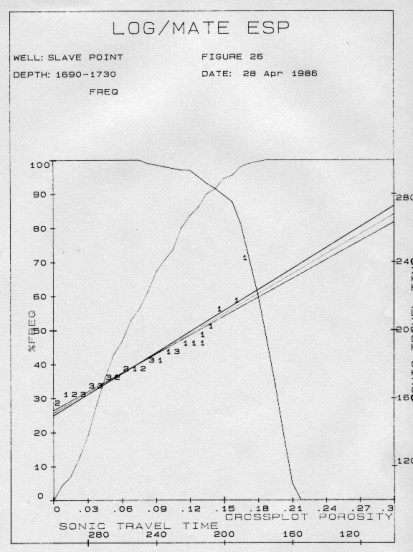 LOG/MATE ESP
WELL: SLAVE POINT
FIGURE 26
DEPTH: 1690-1730
DATE: 28 Apr 1986
FREQ
100
90
80
70
60
50
40
30
20
10
0
%FREQ
280
240
200
160
120
0 .03 .06 .09 .12 .15 .18 .21 .24 .27 .3
CROSSPLOT POROSITY
SONIC TRAVEL TIME
280 240 200 160 120